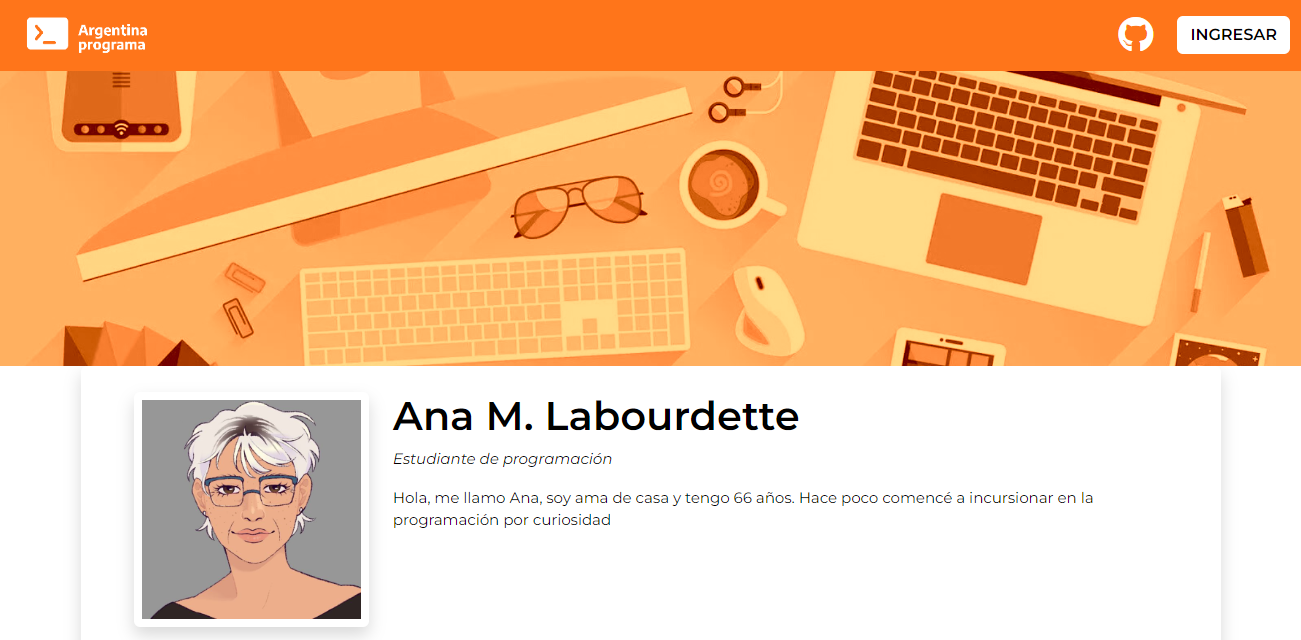 Argentina
programa
INGRESAR
Ana M. Labourdette
Estudiante de programación
Hola, me llamo Ana, soy ama de casa y tengo 66 años. Hace poco comencé a incursionar en la
programación por curiosidad